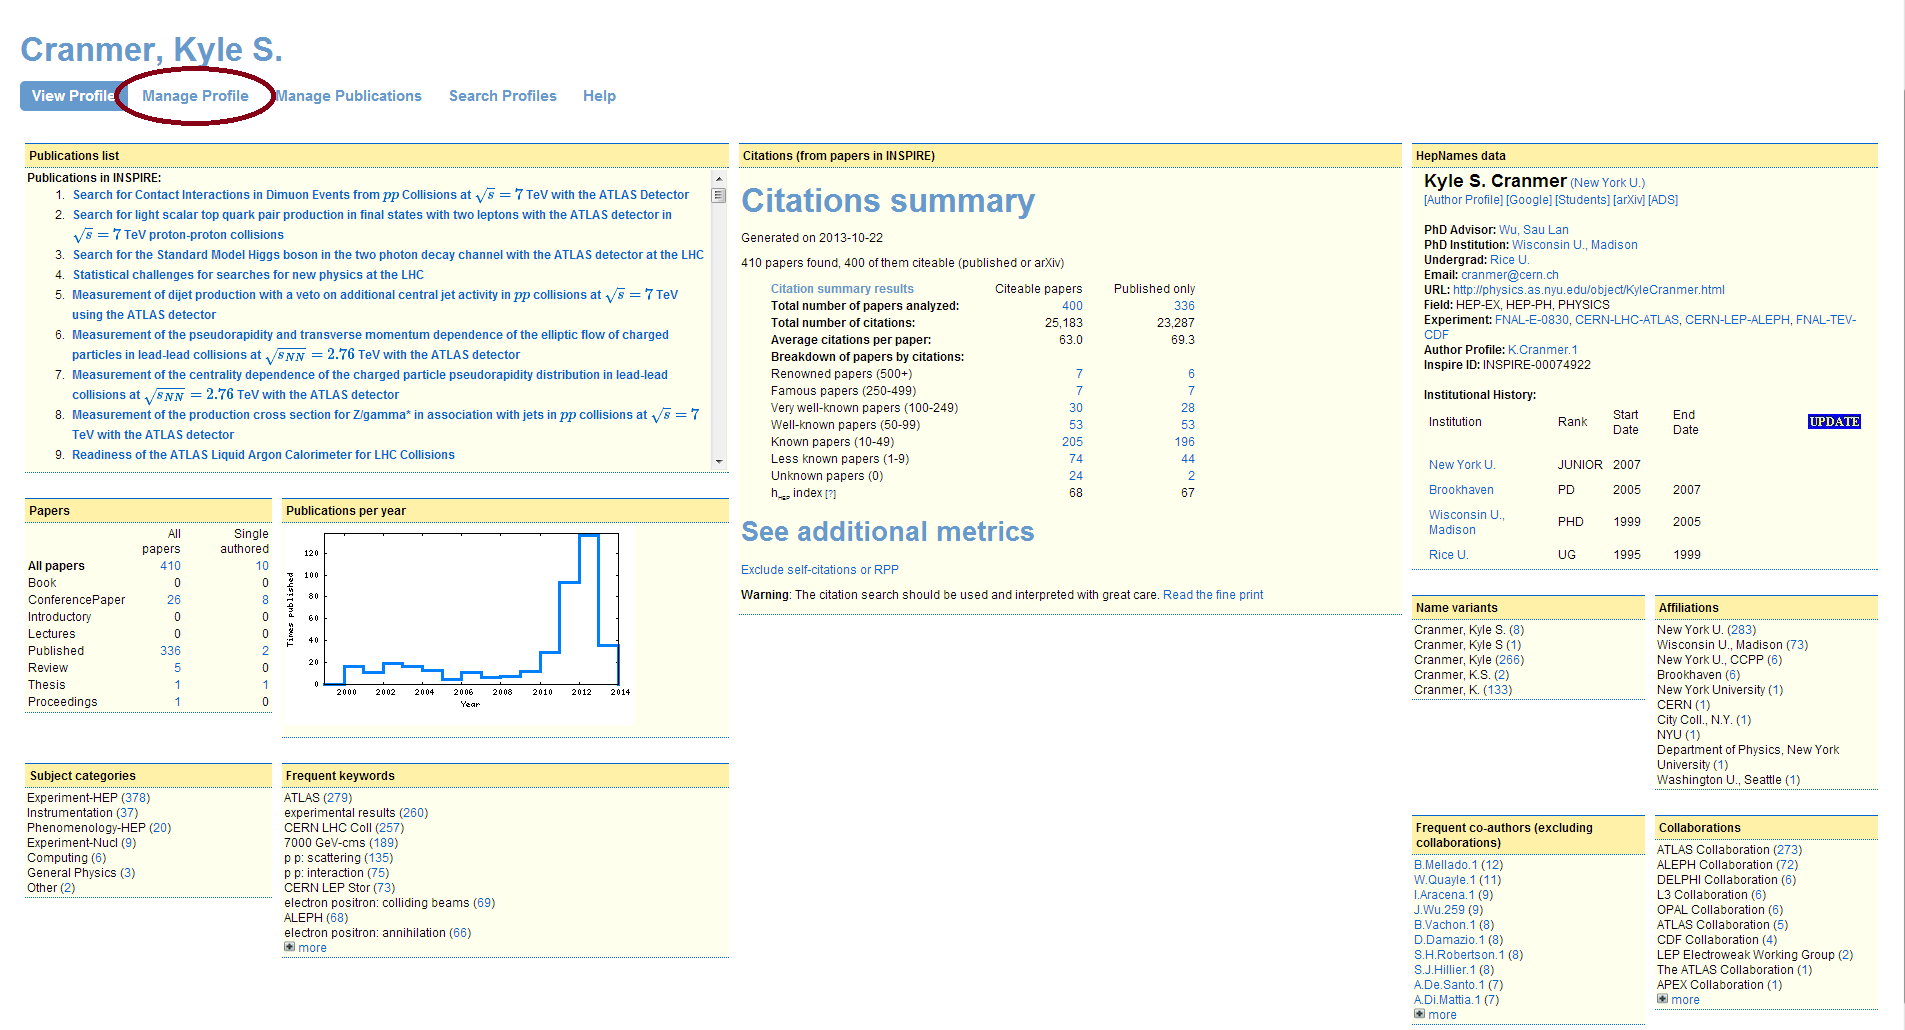 Cranmer, Kyle S.
View Profile Manage Profile Manage Publications Search Profiles Help
Publications list
Publications in INSPIRE:
1. Search for Contact Interactions in Dimuon Events from pp Collisions at √s = 7 TeV with the ATLAS Detector
2. Search for light scalar top quark pair production in final states with two leptons with the ATLAS detector in
√s = 7 TeV proton-proton collisions
3. Search for the Standard Model Higgs boson in the two photon decay channel with the ATLAS detector at the LHC
4. Statistical challenges for searches for new physics at the LHC
5. Measurement of dijet production with a veto on additional central jet activity in pp collisions at √s = 7 TeV
using the ATLAS detector
6. Measurement of the pseudorapidity and transverse momentum dependence of the elliptic flow of charged
particles in lead-lead collisions at √sNN = 2.76 TeV with the ATLAS detector
7. Measurement of the centrality dependence of the charged particle pseudorapidity distribution in lead-lead
collisions at √sNN = 2.76 TeV with the ATLAS detector
8. Measurement of the production cross section for Z/gamma* in association with jets in pp collisions at √s = 7
TeV with the ATLAS detector
9. Readiness of the ATLAS Liquid Argon Calorimeter for LHC Collisions
Papers
All Single
papers authored
All papers 410 10
Book 0 0
ConferencePaper 26 8
Introductory 0 0
Lectures 0 0
Published 336 2
Review 5 0
Thesis 1 1
Proceedings 1 0
Publications per year
Times published
120
100
80
60
40
20
0
2000 2002 2004 2006 2008 2010 2012 2014
Year
Subject categories
Experiment-HEP (378)
Instrumentation (37)
Phenomenology-HEP (20)
Experiment-Nucl (9)
Computing (6)
General Physics (3)
Other (2)
Frequent keywords
ATLAS (279)
experimental results (260)
CERN LHC Coll (257)
7000 GeV-cms (189)
p p: scattering (135)
p p: interaction (75)
CERN LEP Stor (73)
electron positron: colliding beams (69)
ALEPH (68)
electron positron: annihilation (66)
more
Citations (from papers in INSPIRE)
Citations summary
Generated on 2013-10-22
410 papers found, 400 of them citeable (published or arXiv)
Citation summary results Citeable papers Published only
Total number of papers analyzed: 400 336
Total number of citations: 25,183 23,287
Average citations per paper: 63.0 69.3
Breakdown of papers by citations:
Renowned papers (500+) 7 6
Famous papers (250-499) 7 7
Very well-known papers (100-249) 30 28
Well-known papers (50-99) 53 53
Known papers (10-49) 205 196
Less known papers (1-9) 74 44
Unknown papers (0) 24 2
hHEP index [?] 68 67
See additional metrics
Exclude self-citations or RPP
Warning: The citation search should be used and interpreted with great care. Read the fine print
HepNames data
Kyle S. Cranmer (New York U.)
[Author Profile] [Google] [Students] [arXiv] [ADS]
PhD Advisor: Wu, Sau Lan
PhD Institution: Wisconsin U., Madison
Undergrad: Rice U.
Email: cranmer@cern.ch
URL: http://physics.as.nyu.edu/object/KyleCranmer.html
Field: HEP-EX, HEP-PH, PHYSICS
Experiment: FNAL-E-0830, CERN-LHC-ATLAS, CERN-LEP-ALEPH, FNAL-TEV-
CDF
Author Profile: K.Cranmer.1
Inspire ID: INSPIRE-00074922
Institutional History:
Institution Rank Start Date End Date UPDATE
New York U. JUNIOR 2007
Brookhaven PD 2005 2007
Wisconsin U., Madison PHD 1999 2005
Rice U. UG 1995 1999
Name variants
Cranmer, Kyle S. (8)
Cranmer, Kyle S (1)
Cranmer, Kyle (266)
Cranmer, K.S. (2)
Cranmer, K. (133)
Affiliations
New York U. (283)
Wisconsin U., Madison (73)
New York U., CCPP (6)
Brookhaven (6)
New York University (1)
CERN (1)
City Coll., N.Y. (1)
NYU (1)
Department of Physics, New York
University (1)
Washington U., Seattle (1)
Frequent co-authors (excluding
collaborations)
B.Mellado.1 (12)
W.Quayle.1 (11)
I.Aracena.1 (9)
J.Wu.259 (9)
B.Vachon.1 (8)
D.Damazio.1 (8)
S.H.Robertson.1 (8)
S.J.Hillier.1 (8)
A.De.Santo.1 (7)
A.Di.Mattia.1 (7)
more
Collaborations
ATLAS Collaboration (273)
ALEPH Collaboration (72)
DELPHI Collaboration (6)
L3 Collaboration (6)
OPAL Collaboration (6)
ATLAS Collaboration (5)
CDF Collaboration (4)
LEP Electroweak Working Group (2)
The ATLAS Collaboration (1)
APEX Collaboration (1)
more